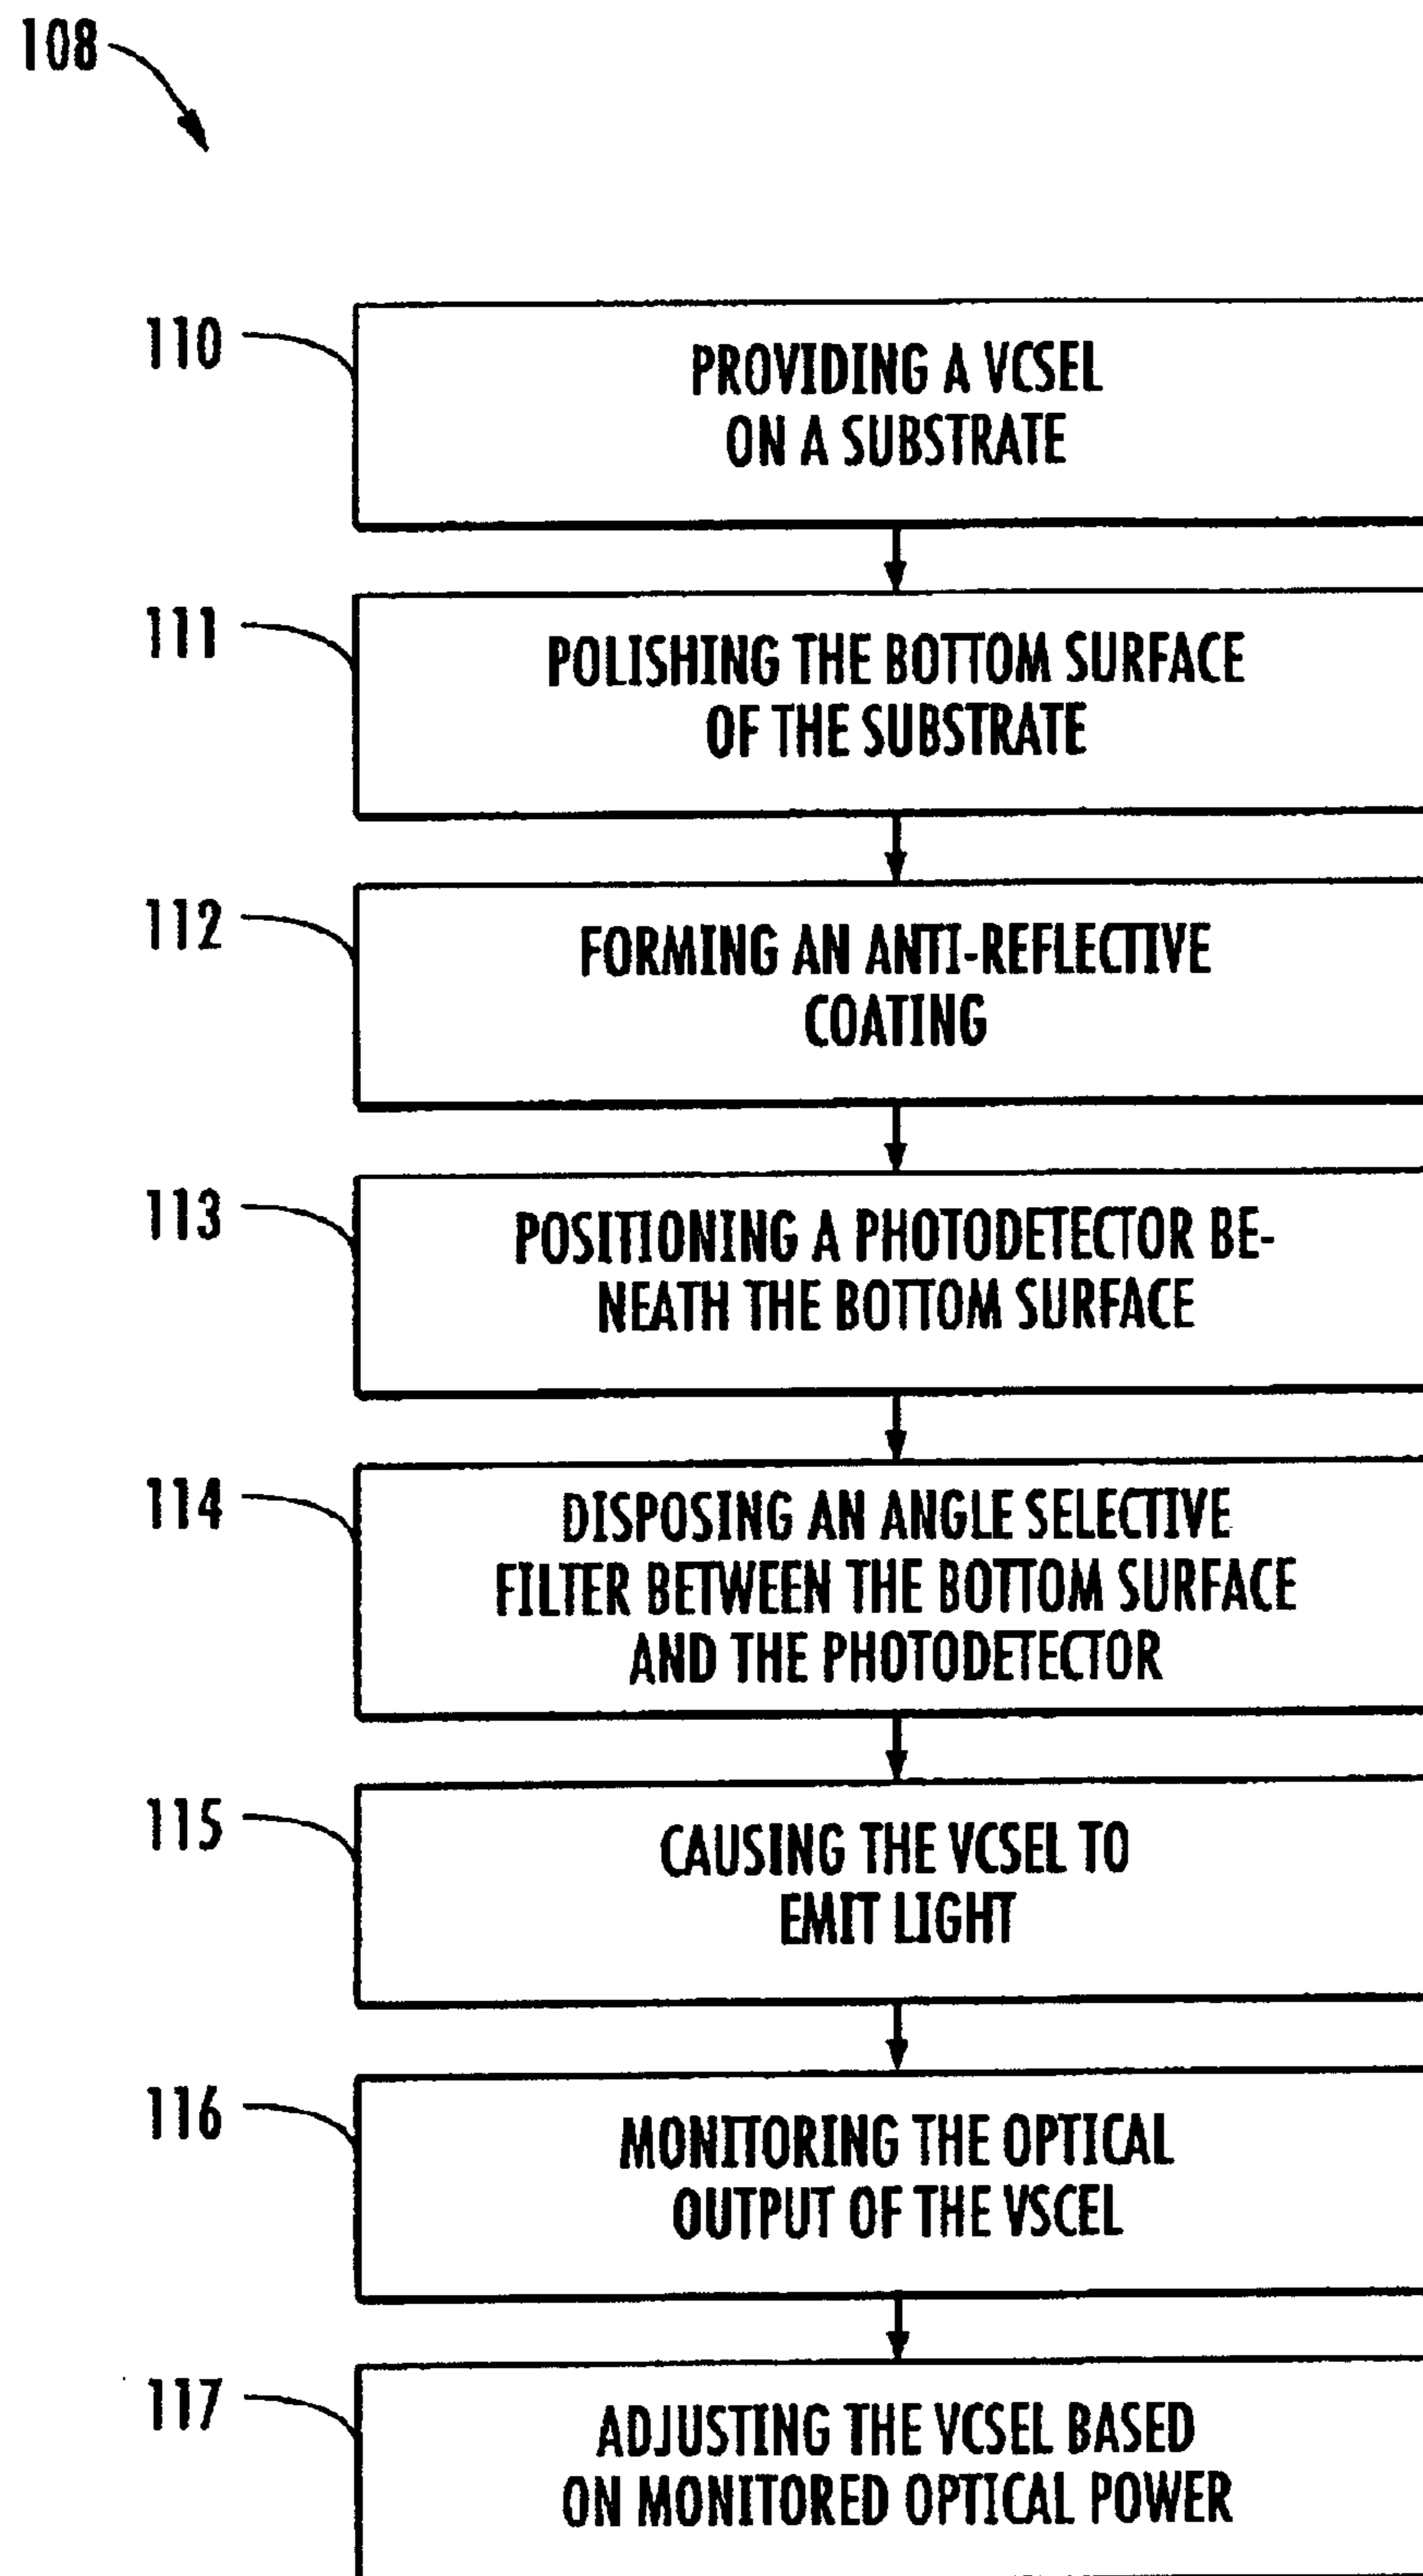 108
110
PROVIDING A VCSEL
ON A SUBSTRATE
111
POLISHING THE BOTTOM SURFACE
OF THE SUBSTRATE
112
FORMING AN ANTI-REFLECTIVE
COATING
113
POSITIONING A PHOTODETECTOR BE-
NEATH THE BOTTOM SURFACE
114
DISPOSING AN ANGLE SELECTIVE
FILTER BETWEEN THE BOTTOM SURFACE
AND THE PHOTODETECTOR
115
CAUSING THE VCSEL TO
EMIT LIGHT
116
MONITORING THE OPTICAL
OUTPUT OF THE VSCEL
117
ADJUSTING THE VCSEL BASED
ON MONITORED OPTICAL POWER